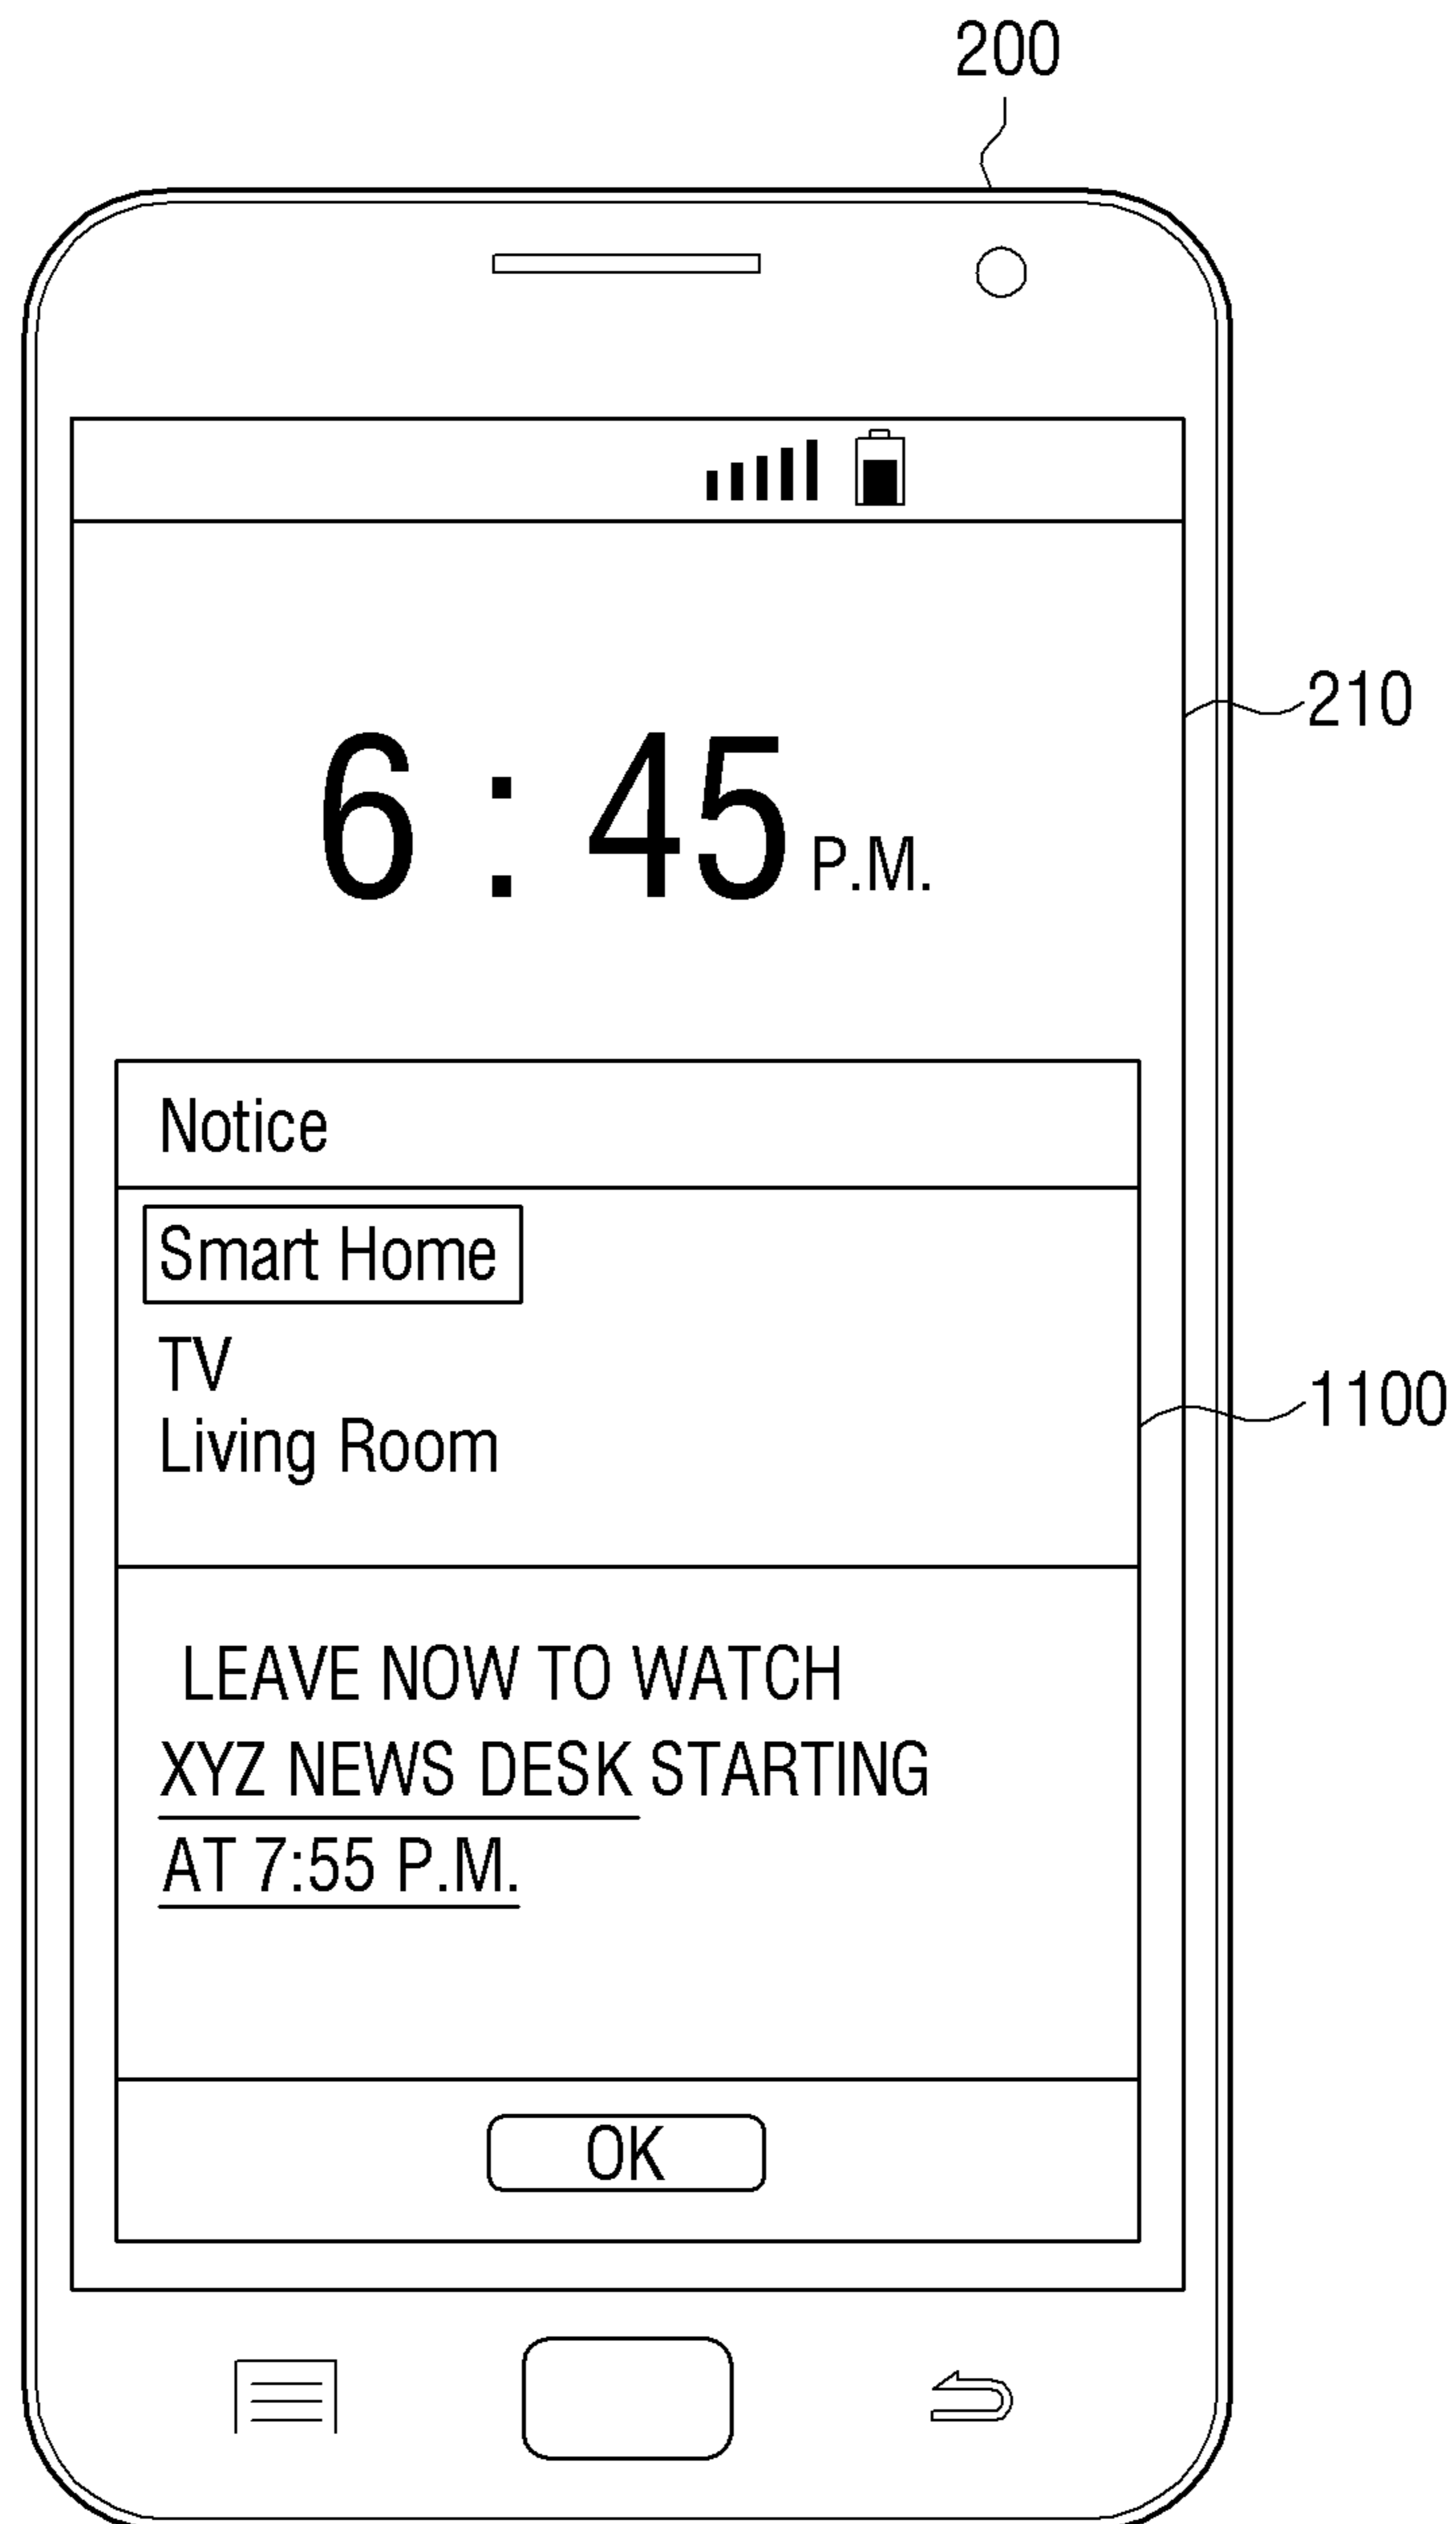 200
210
6 : 45 P.M.
Notice
Smart Home
TV
1100
Living Room
LEAVE NOW TO WATCH
XYZ NEWS DESK STARTING
AT 7:55 P.M.
OK